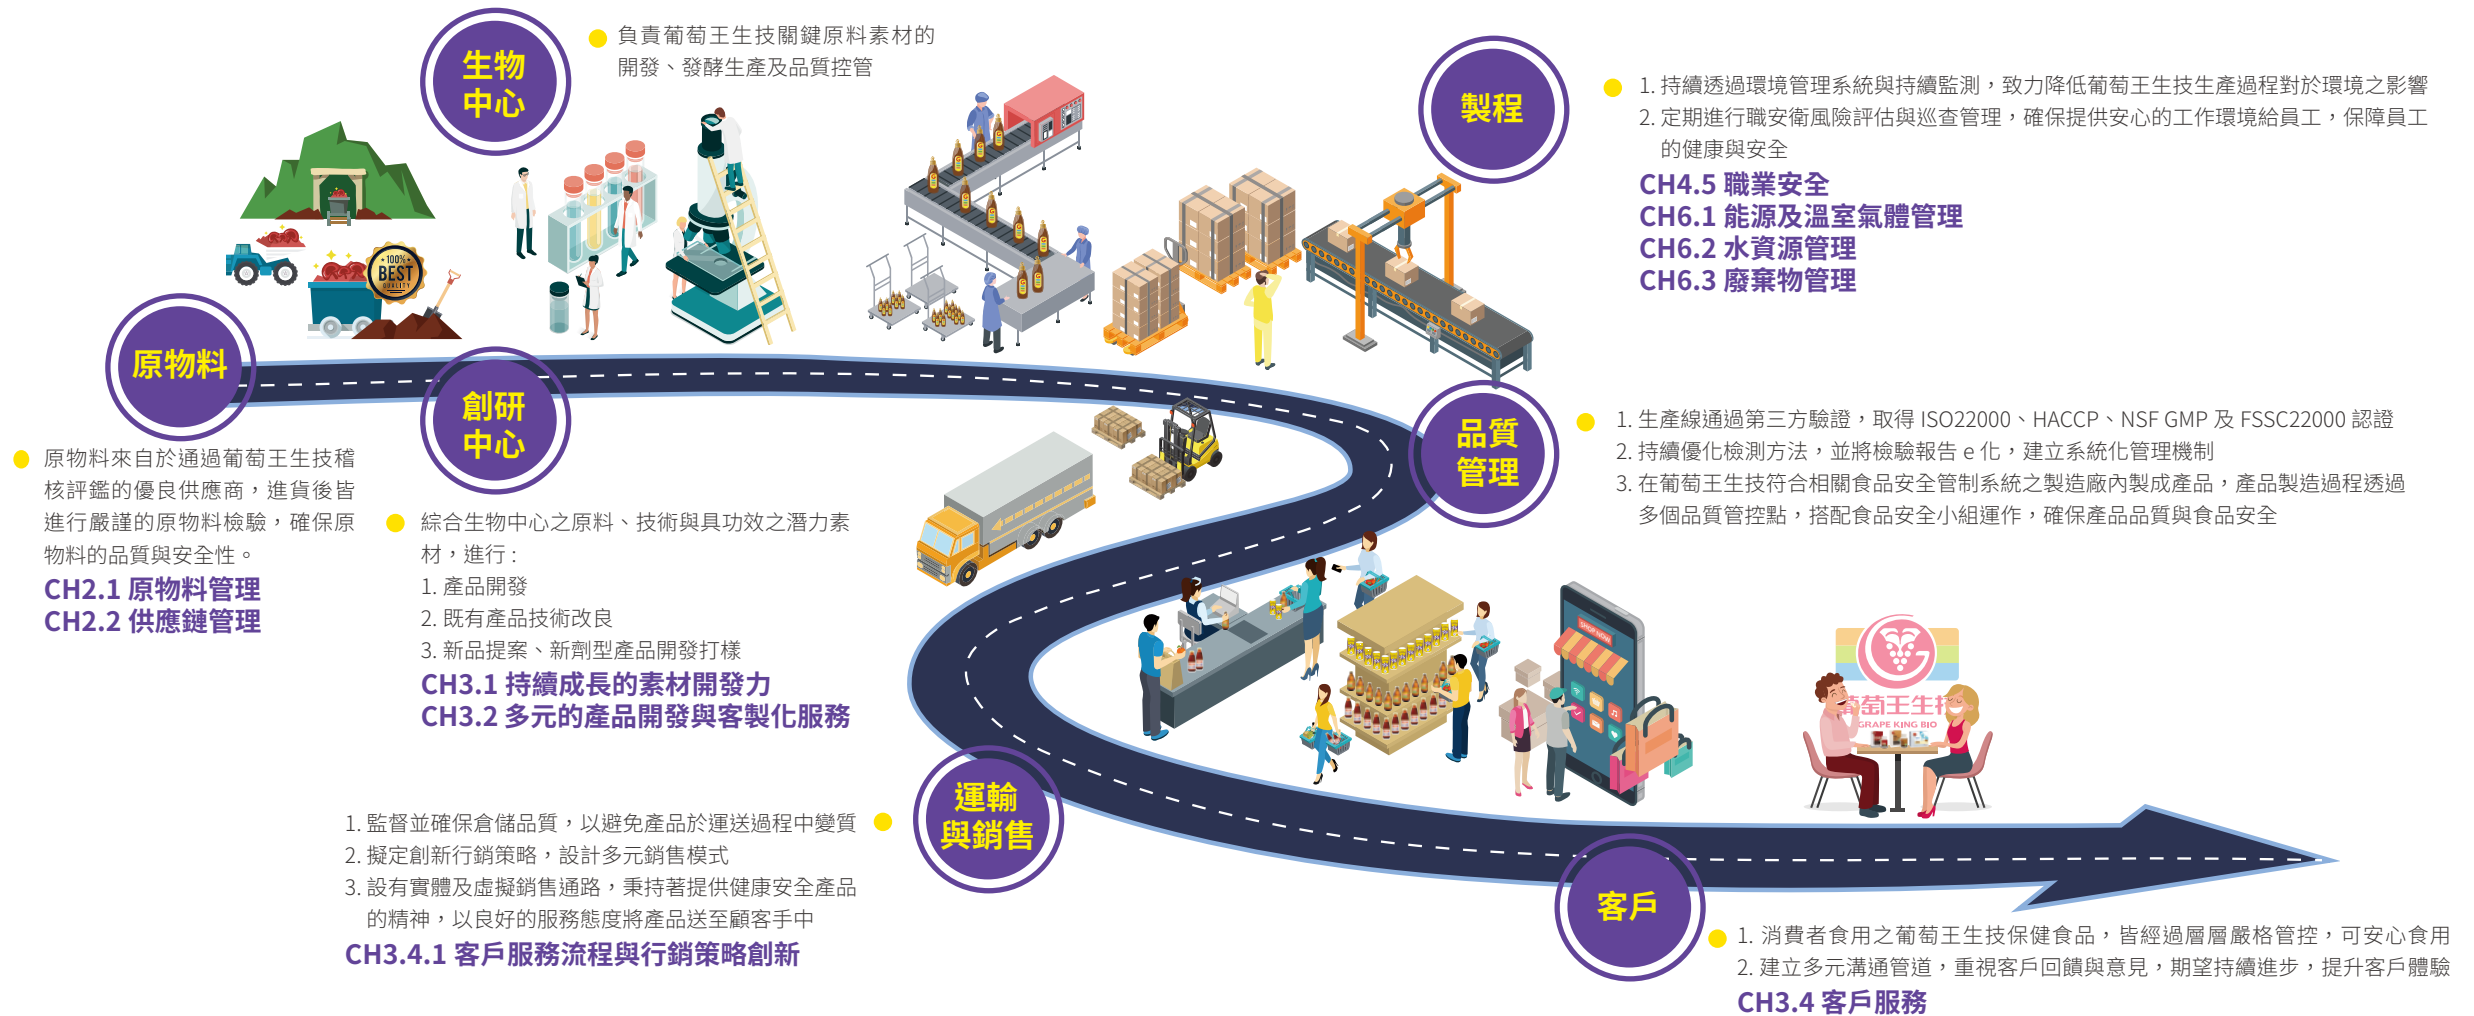 生物
中心
負責葡萄王生技關鍵原料素材的
開發、發酵生產及品質控管
製程
1. 持續透過環境管理系統與持續監測，致力降低葡萄王生技生產過程對於環境之影響
2. 定期進行職安衛風險評估與巡查管理，確保提供安心的工作環境給員工，保障員工
的健康與安全
CH4.5 職業安全
CH6.1 能源及溫室氣體管理
CH6.2 水資源管理
CH6.3 廢棄物管理
100%
BEST
QUALITY
原物料
原物料來自於通過葡萄王生技稽
核評鑑的優良供應商，進貨後皆
進行嚴謹的原物料檢驗，確保原
物料的品質與安全性。
CH2.1 原物料管理
CH2.2 供應鏈管理
創研
中心
綜合生物中心之原料、技術與具功效之潛力素
材，進行 :
1. 產品開發
2. 既有產品技術改良
3. 新品提案、新劑型產品開發打樣
CH3.1 持續成長的素材開發力
CH3.2 多元的產品開發與客製化服務
品質
管理
1. 生產線通過第三方驗證，取得 ISO22000、HACCP、NSF GMP 及 FSSC22000 認證
2. 持續優化檢測方法，並將檢驗報告 e 化，建立系統化管理機制
3. 在葡萄王生技符合相關食品安全管制系統之製造廠內製成產品，產品製造過程透過
多個品質管控點，搭配食品安全小組運作，確保產品品質與食品安全
SHOP NOW
葡萄王生技
GRAPE KING BIO
運輸
與銷售
1. 監督並確保倉儲品質，以避免產品於運送過程中變質
2. 擬定創新行銷策略，設計多元銷售模式
3. 設有實體及虛擬銷售通路，秉持著提供健康安全產品
的精神，以良好的服務態度將產品送至顧客手中
CH3.4.1 客戶服務流程與行銷策略創新
客戶
1. 消費者食用之葡萄王生技保健食品，皆經過層層嚴格管控，可安心食用
2. 建立多元溝通管道，重視客戶回饋與意見，期望持續進步，提升客戶體驗
CH3.4 客戶服務